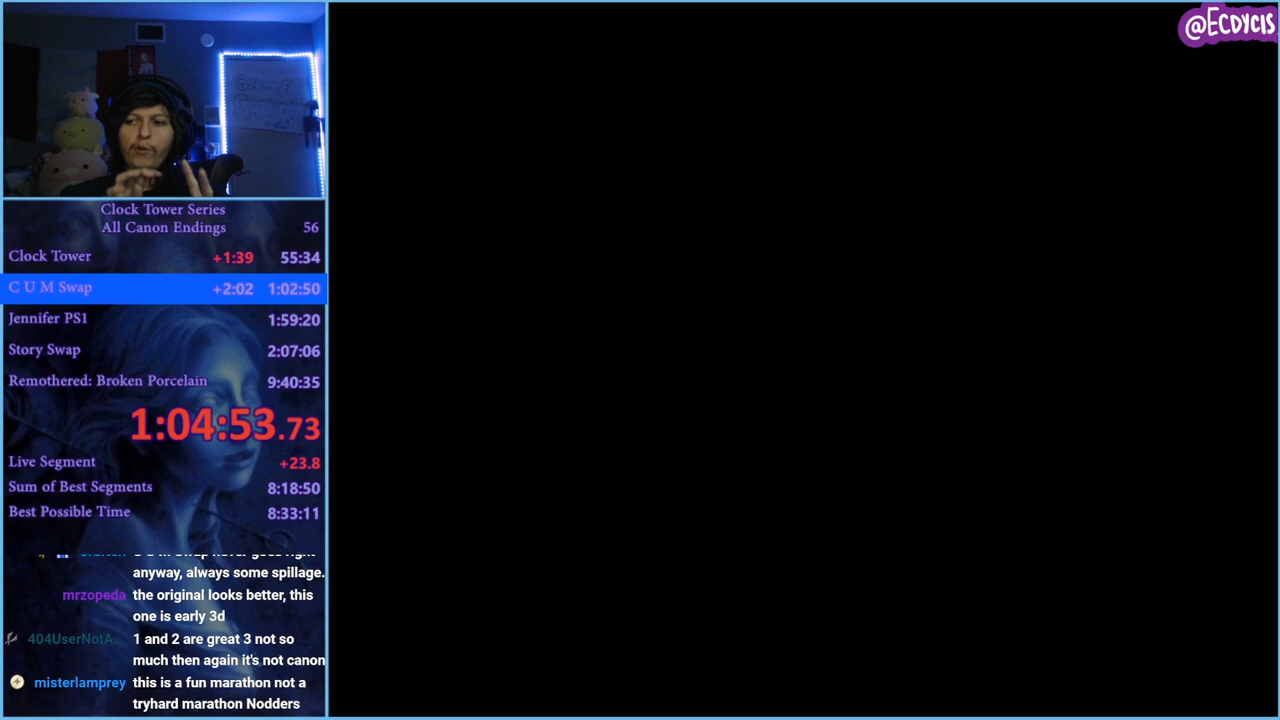 @ECDYCIS
Clock Tower Series
All Canon Endings 56
Clock Tower +1:39 55:34
C U M Swap +2:02 1:02:50
Jennifer PS1 1:59:20
Story Swap 2:07:06
Remothered: Broken Porcelain 9:40:35
1:04:53.73
Live Segment +23.8
Sum of Best Segments 8:18:50
Best Possible Time 8:33:11
anyway, always some spillage.
mrzopeda the original looks better, this
one is early 3d
404UserNotA... 1 and 2 are great 3 not so
much then again it's not canon
misterlamprey this is a fun marathon not a
tryhard marathon Nodders